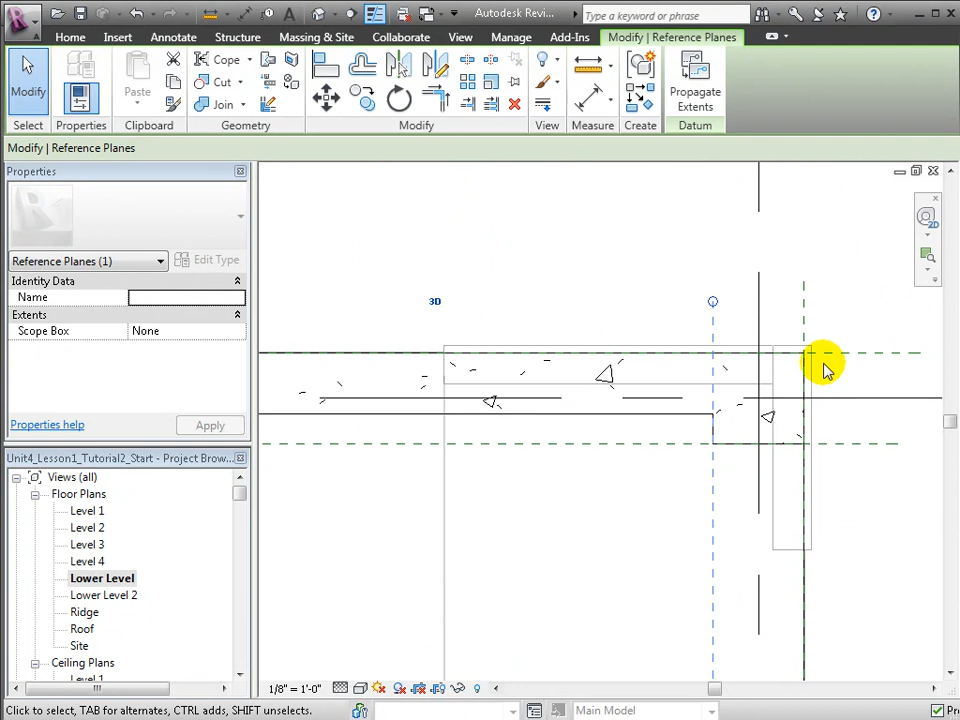 Autodesk Revi...
Type a keyword or phrase
Home Insert Annotate Structure Massing & Site Collaborate View Manage Add-Ins Modify | Reference Planes
Modify
Paste
Cope
Cut
Join
Propagate Extents
Select Properties Clipboard Geometry Modify View Measure Create Datum
Modify | Reference Planes
Properties
Reference Planes (1)
Edit Type
Identity Data
Name
Extents
Scope Box None
Properties help
Apply
3D
2D
Unit4_Lesson1_Tutorial2_Start - Project Brow...
Views (all)
Floor Plans
Level 1
Level 2
Level 3
Level 4
Lower Level
Lower Level 2
Ridge
Roof
Site
Ceiling Plans
Level 1
1/8" = 1'-0"
Click to select, TAB for alternates, CTRL adds, SHIFT unselects.
Main Model